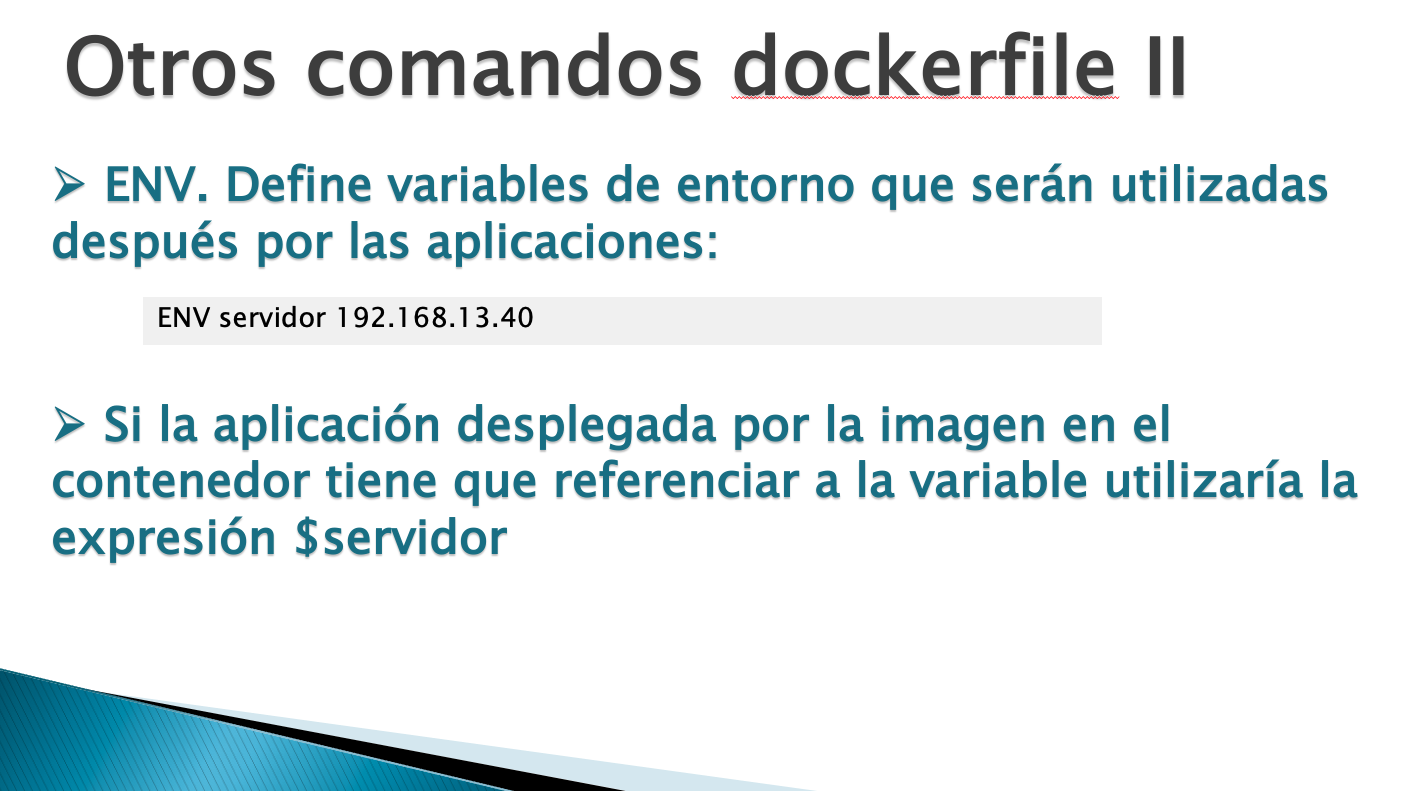 Otros comandos dockerfile II
➢ ENV. Define variables de entorno que serán utilizadas
después por las aplicaciones:
ENV servidor 192.168.13.40
➢ Si la aplicación desplegada por la imagen en el
contenedor tiene que referenciar a la variable utilizaría la
expresión $servidor